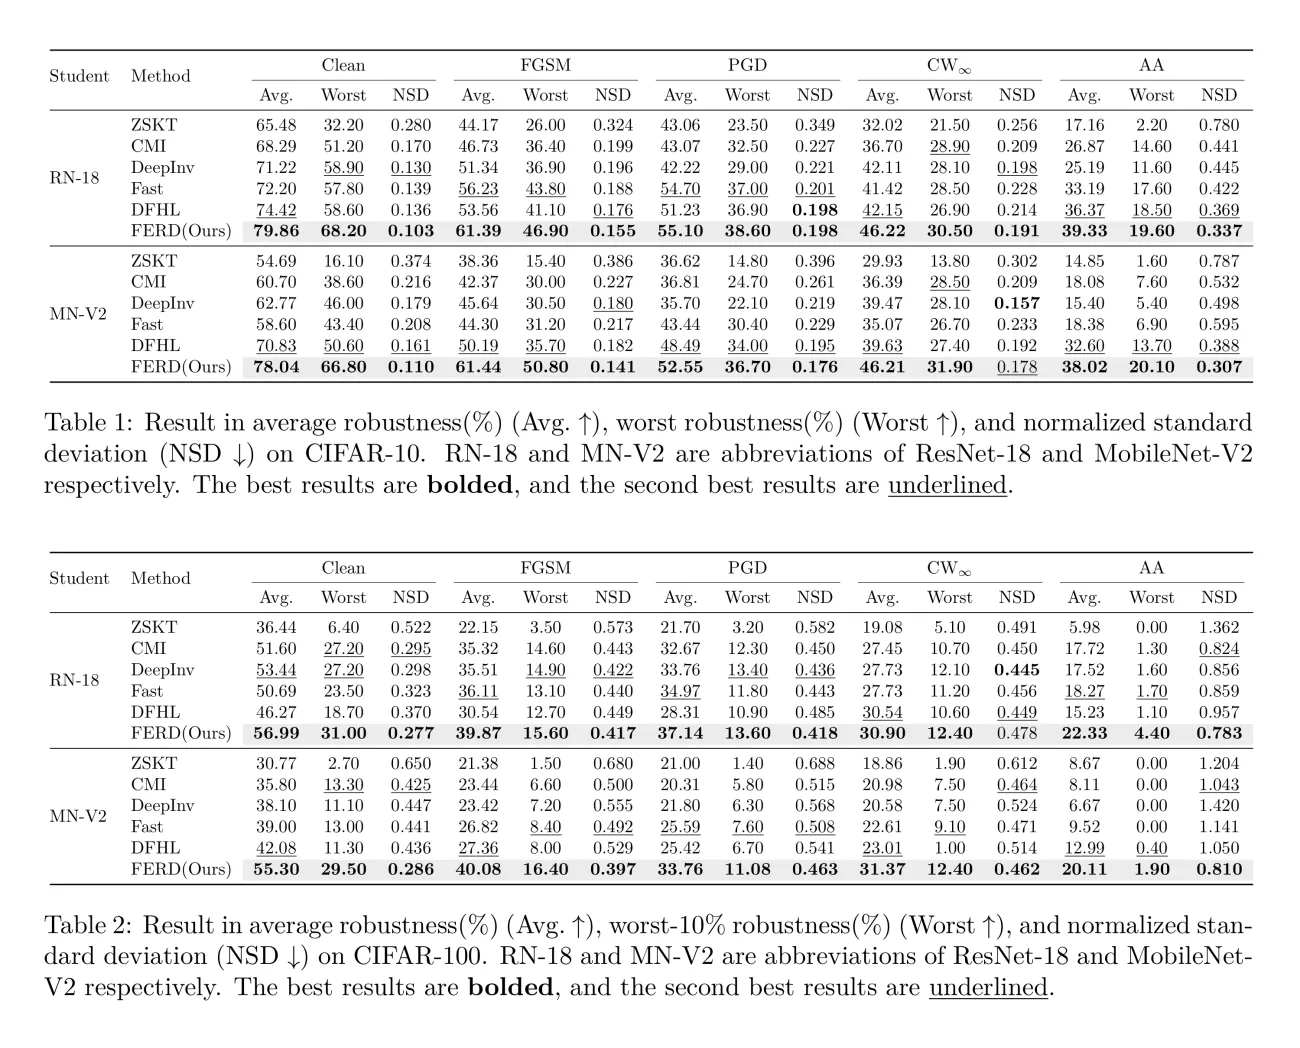 Student Method Clean FGSM PGD CW∞ AA
Avg. Worst NSD Avg. Worst NSD Avg. Worst NSD Avg. Worst NSD Avg. Worst NSD
ZSKT 65.48 32.20 0.280 44.17 26.00 0.324 43.06 23.50 0.349 32.02 21.50 0.256 17.16 2.20 0.780
CMI 68.29 51.20 0.170 46.73 36.40 0.199 43.07 32.50 0.227 36.70 28.90 0.209 26.87 14.60 0.441
RN-18 DeepInv 71.22 58.90 0.130 51.34 36.90 0.196 42.22 29.00 0.221 42.11 28.10 0.198 25.19 11.60 0.445
Fast 72.20 57.80 0.139 56.23 43.80 0.188 54.70 37.00 0.201 41.42 28.50 0.228 33.19 17.60 0.422
DFHL 74.42 58.60 0.136 53.56 41.10 0.176 51.23 36.90 0.198 42.15 26.90 0.214 36.37 18.50 0.369
FERD(Ours) 79.86 68.20 0.103 61.39 46.90 0.155 55.10 38.60 0.198 46.22 30.50 0.191 39.33 19.60 0.337
ZSKT 54.69 16.10 0.374 38.36 15.40 0.386 36.62 14.80 0.396 29.93 13.80 0.302 14.85 1.60 0.787
CMI 60.70 38.60 0.216 42.37 30.00 0.227 36.81 24.70 0.261 36.39 28.50 0.209 18.08 7.60 0.532
MN-V2 DeepInv 62.77 46.00 0.179 45.64 30.50 0.180 35.70 22.10 0.219 39.47 28.10 0.157 15.40 5.40 0.498
Fast 58.60 43.40 0.208 44.30 31.20 0.217 43.44 30.40 0.229 35.07 26.70 0.233 18.38 6.90 0.595
DFHL 70.83 50.60 0.161 50.19 35.70 0.182 48.49 34.00 0.195 39.63 27.40 0.192 32.60 13.70 0.388
FERD(Ours) 78.04 66.80 0.110 61.44 50.80 0.141 52.55 36.70 0.176 46.21 31.90 0.178 38.02 20.10 0.307
Table 1: Result in average robustness(%) (Avg. ↑), worst robustness(%) (Worst ↑), and normalized standard
deviation (NSD ↓) on CIFAR-10. RN-18 and MN-V2 are abbreviations of ResNet-18 and MobileNet-V2
respectively. The best results are bolded, and the second best results are underlined.
Student Method Clean FGSM PGD CW∞ AA
Avg. Worst NSD Avg. Worst NSD Avg. Worst NSD Avg. Worst NSD Avg. Worst NSD
ZSKT 36.44 6.40 0.522 22.15 3.50 0.573 21.70 3.20 0.582 19.08 5.10 0.491 5.98 0.00 1.362
CMI 51.60 27.20 0.295 35.32 14.60 0.443 32.67 12.30 0.450 27.45 10.70 0.450 17.72 1.30 0.824
RN-18 DeepInv 53.44 27.20 0.298 35.51 14.90 0.422 33.76 13.40 0.436 27.73 12.10 0.445 17.52 1.60 0.856
Fast 50.69 23.50 0.323 36.11 13.10 0.440 34.97 11.80 0.443 27.73 11.20 0.456 18.27 1.70 0.859
DFHL 46.27 18.70 0.370 30.54 12.70 0.449 28.31 10.90 0.485 30.54 10.60 0.449 15.23 1.10 0.957
FERD(Ours) 56.99 31.00 0.277 39.87 15.60 0.417 37.14 13.60 0.418 30.90 12.40 0.478 22.33 4.40 0.783
ZSKT 30.77 2.70 0.650 21.38 1.50 0.680 21.00 1.40 0.688 18.86 1.90 0.612 8.67 0.00 1.204
CMI 35.80 13.30 0.425 23.44 6.60 0.500 20.31 5.80 0.515 20.98 7.50 0.464 8.11 0.00 1.043
MN-V2 DeepInv 38.10 11.10 0.447 23.42 7.20 0.555 21.80 6.30 0.568 20.58 7.50 0.524 6.67 0.00 1.420
Fast 39.00 13.00 0.441 26.82 8.40 0.492 25.59 7.60 0.508 22.61 9.10 0.471 9.52 0.00 1.141
DFHL 42.08 11.30 0.436 27.36 8.00 0.529 25.42 6.70 0.541 23.01 1.00 0.514 12.99 0.40 1.050
FERD(Ours) 55.30 29.50 0.286 40.08 16.40 0.397 33.76 11.08 0.463 31.37 12.40 0.462 20.11 1.90 0.810
Table 2: Result in average robustness(%) (Avg. ↑), worst-10% robustness(%) (Worst ↑), and normalized stan-
dard deviation (NSD ↓) on CIFAR-100. RN-18 and MN-V2 are abbreviations of ResNet-18 and MobileNet-
V2 respectively. The best results are bolded, and the second best results are underlined.